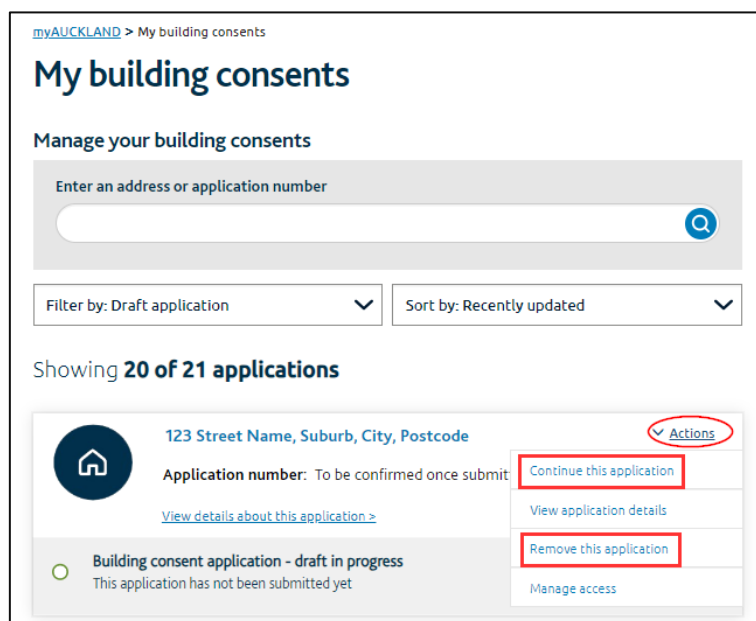 myAUCKLAND > My building consents
My building consents
Manage your building consents
Enter an address or application number
Filter by: Draft application
Sort by: Recently updated
Showing 20 of 21 applications
123 Street Name, Suburb, City, Postcode
Actions
Application number: To be confirmed once submit
Continue this application
View application details
View details about this application >
Remove this application
Building consent application - draft in progress
This application has not been submitted yet
Manage access